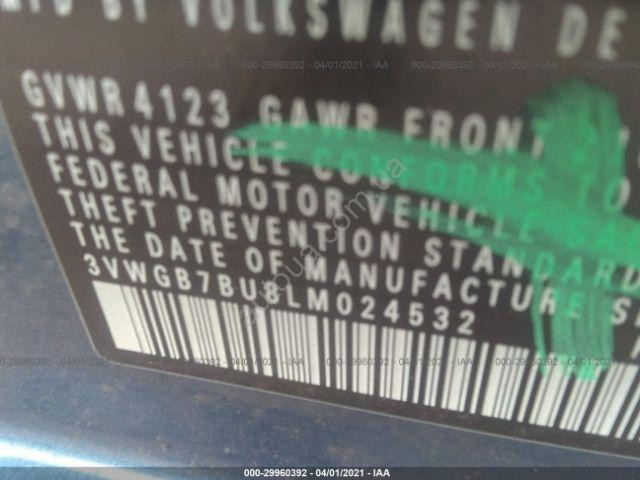 MFD BY VOLKSWAGEN DE
GVWR 4123 GAWR FRONT
THIS VEHICLE CONFORMS TO
FEDERAL MOTOR VEHICLE
THEFT PREVENTION STANDARD
THE DATE OF MANUFACTURE
3VWGB7BU8LM024532
000-29960392 - 04/01/2021 - IAA